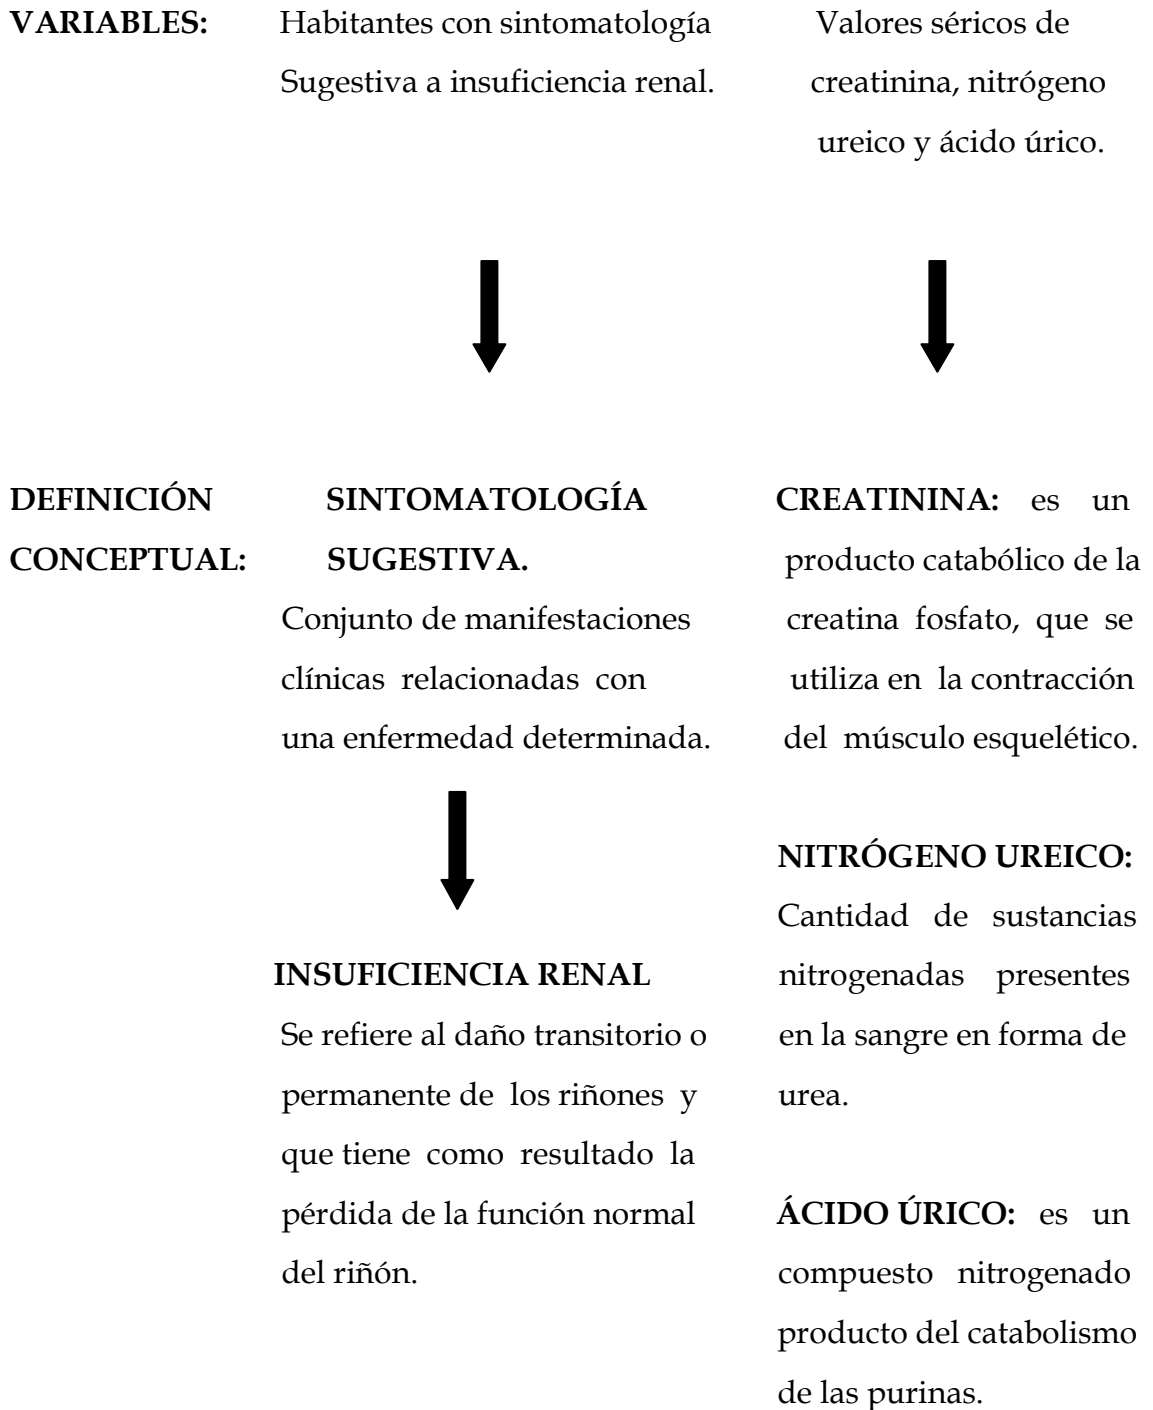 VARIABLES:
Habitantes con sintomatología
Sugestiva a insuficiencia renal.
Valores séricos de
creatinina, nitrógeno
ureico y ácido úrico.
DEFINICIÓN
CONCEPTUAL:
SINTOMATOLOGÍA
SUGESTIVA.
Conjunto de manifestaciones
clínicas relacionadas con
una enfermedad determinada.
INSUFICIENCIA RENAL
Se refiere al daño transitorio o
permanente de los riñones y
que tiene como resultado la
pérdida de la función normal
del riñón.
CREATININA: es un
producto catabólico de la
creatina fosfato, que se
utiliza en la contracción
del músculo esquelético.
NITRÓGENO UREICO:
Cantidad de sustancias
nitrogenadas presentes
en la sangre en forma de
urea.
ÁCIDO ÚRICO: es un
compuesto nitrogenado
producto del catabolismo
de las purinas.